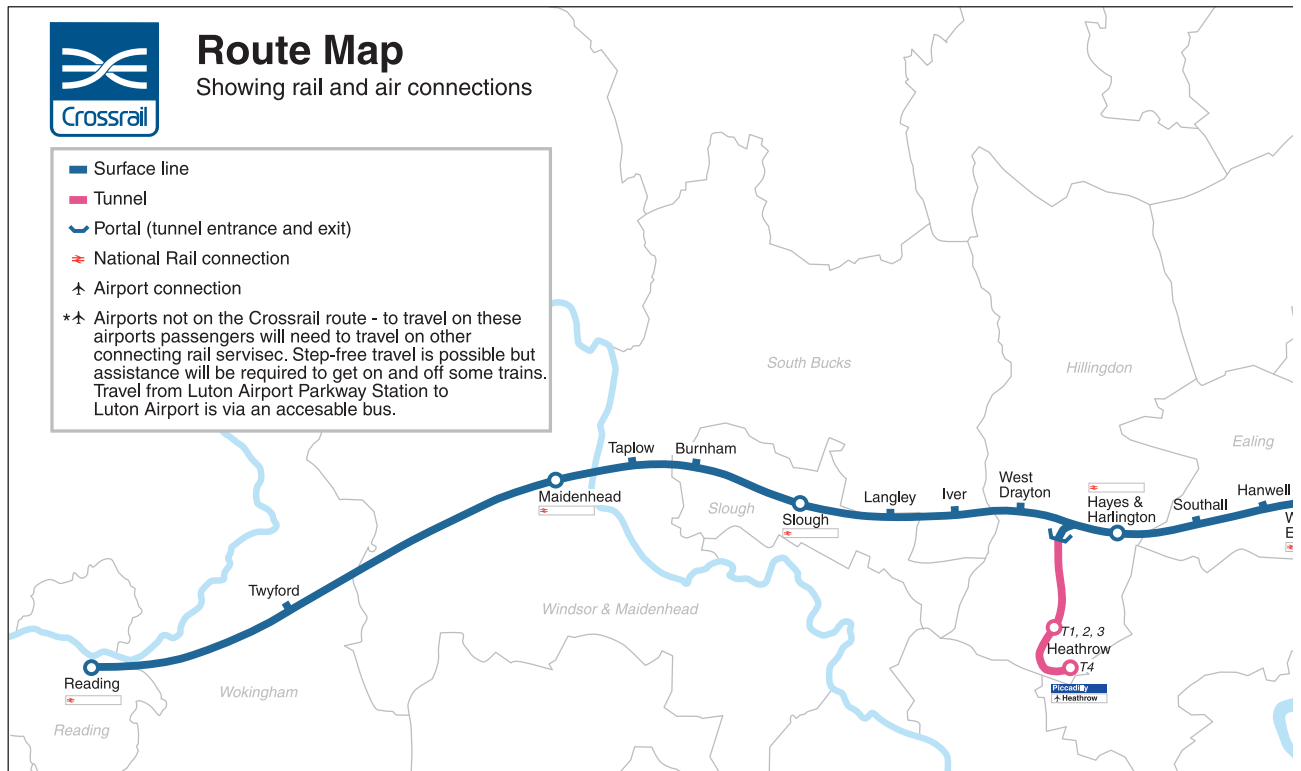 Crossrail
Route Map
Showing rail and air connections
Surface line
Tunnel
Portal (tunnel entrance and exit)
National Rail connection
Airport connection
* Airports not on the Crossrail route - to travel on these
airports passengers will need to travel on other
connecting rail servisec. Step-free travel is possible but
assistance will be required to get on and off some trains.
Travel from Luton Airport Parkway Station to
Luton Airport is via an accesable bus.
South Bucks
Hillingdon
Ealing
Taplow
Burnham
Maidenhead
Slough
Slough
Langley
Iver
West
Drayton
Hayes &
Harlington
Southall
Hanwell
W
E
Twyford
Windsor & Maidenhead
T1, 2, 3
Heathrow
T4
Piccadilly
Heathrow
Reading
Wokingham
Reading